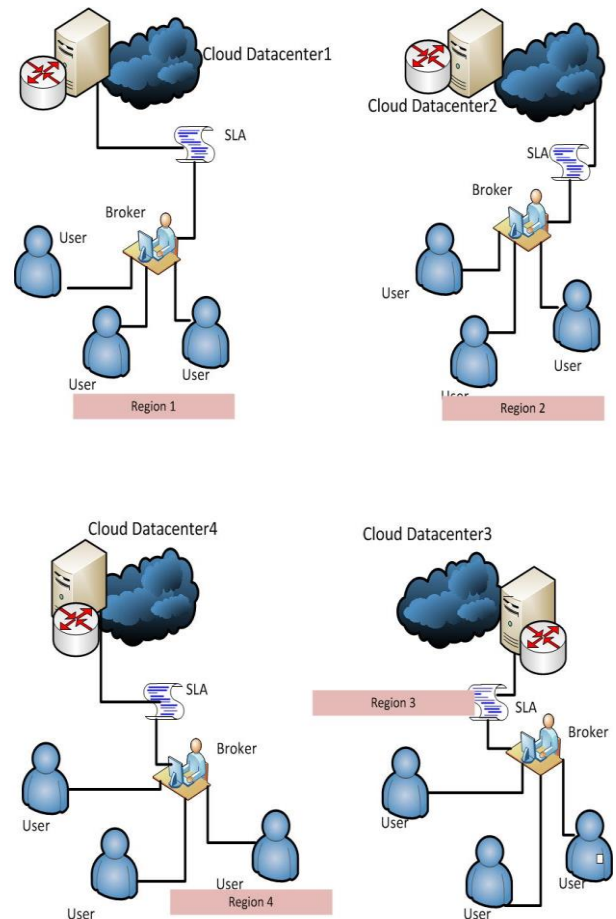 Cloud Datacenter1
SLA
Broker
User
User
User
Region 1
Cloud Datacenter2
SLA
Broker
User
User
User
Region 2
Cloud Datacenter4
SLA
Broker
User
User
User
Region 4
Cloud Datacenter3
Region 3
SLA
Broker
User
User
User